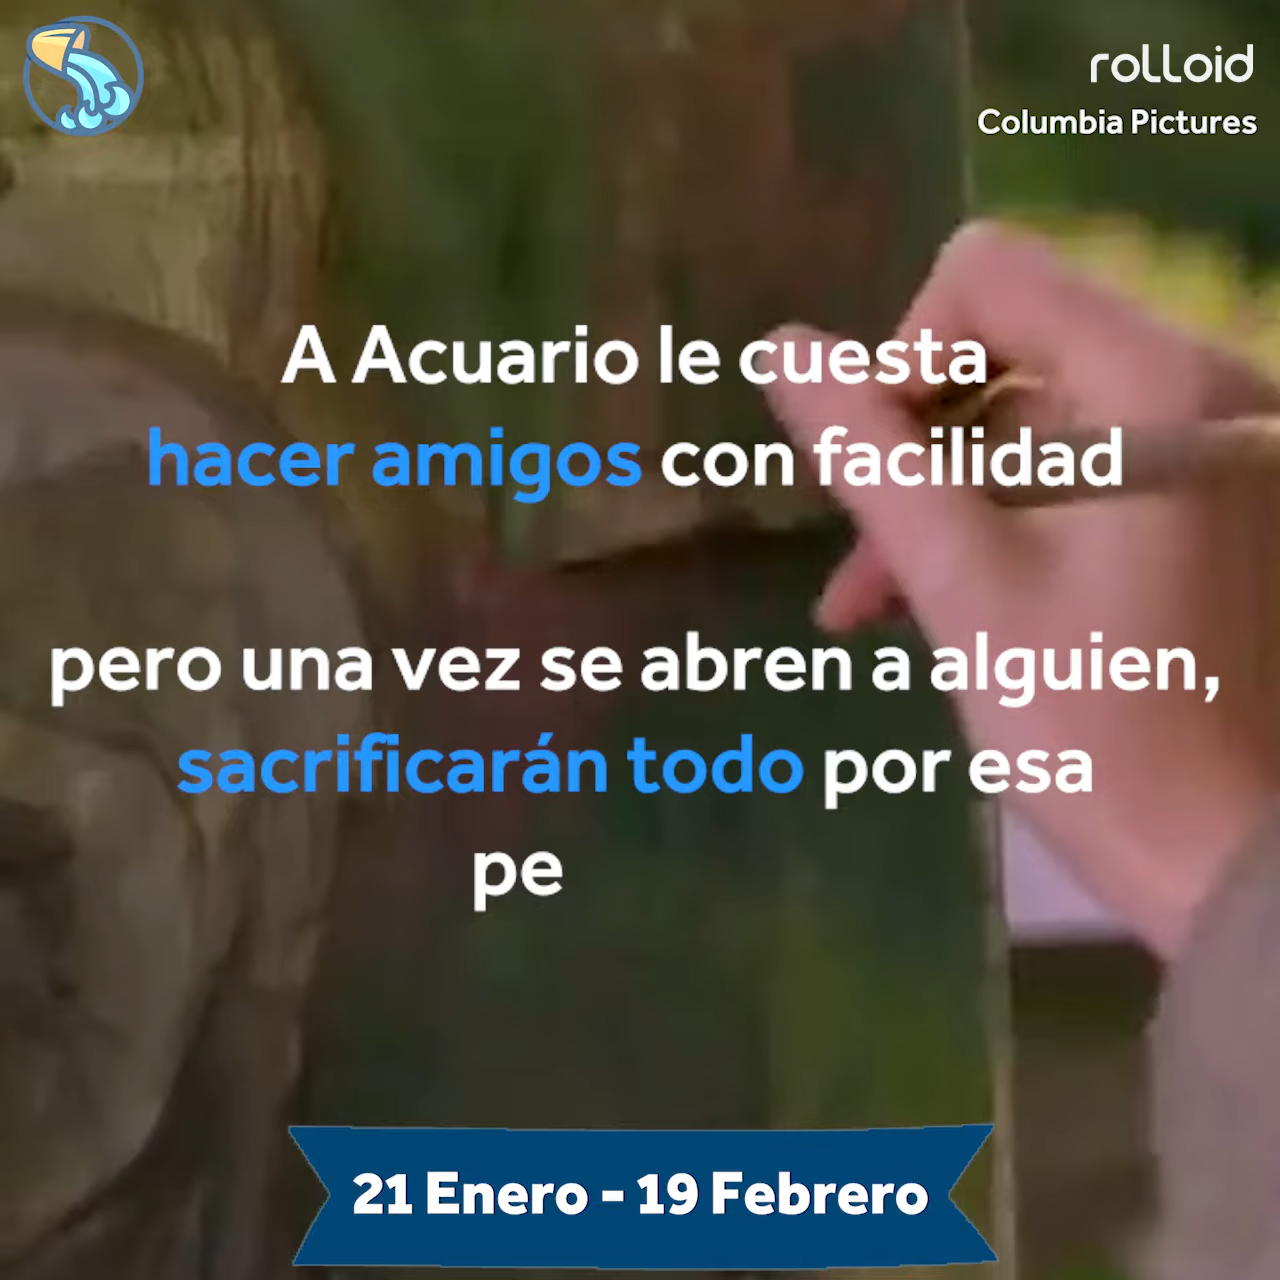 rolloid
Columbia Pictures
A Acuario le cuesta
hacer amigos con facilidad
pero una vez se abren a alguien,
sacrificarán todo por esa
pe
21 Enero - 19 Febrero